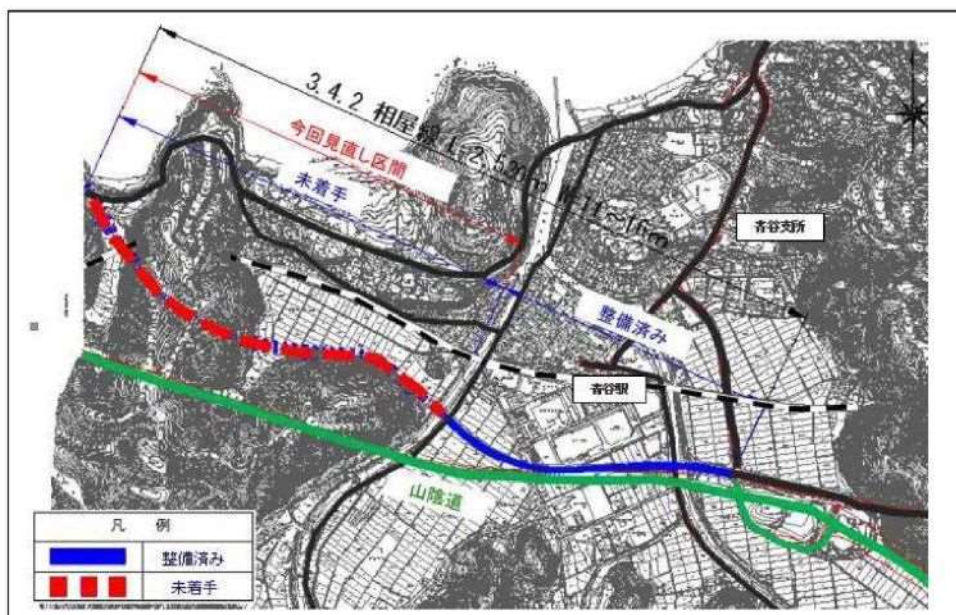 3.4.2 相屋線 L=2,520m W=11～16m
今回見直し区間
未着手
青谷支所
整備済み
青谷駅
山陰道
凡 例
整備済み
未着手